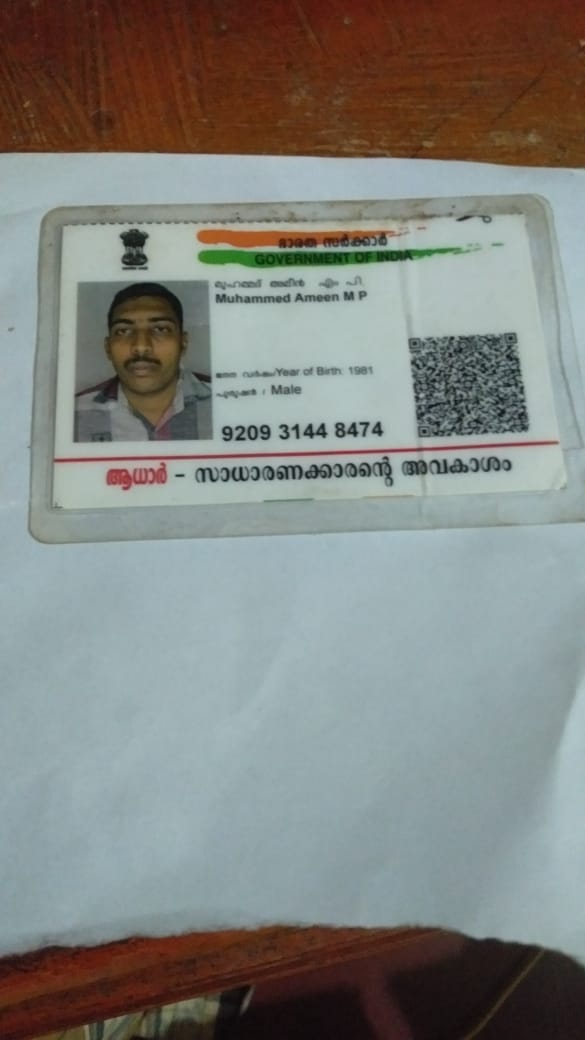 ഭാരത സർക്കാർ
GOVERNMENT OF INDIA
മുഹമ്മദ് അമീൻ എം പി
Muhammed Ameen M P
ജനന വർഷം/Year of Birth: 1981
പുരുഷൻ / Male
9209 3144 8474
ആധാർ – സാധാരണക്കാരന്റെ അവകാശം